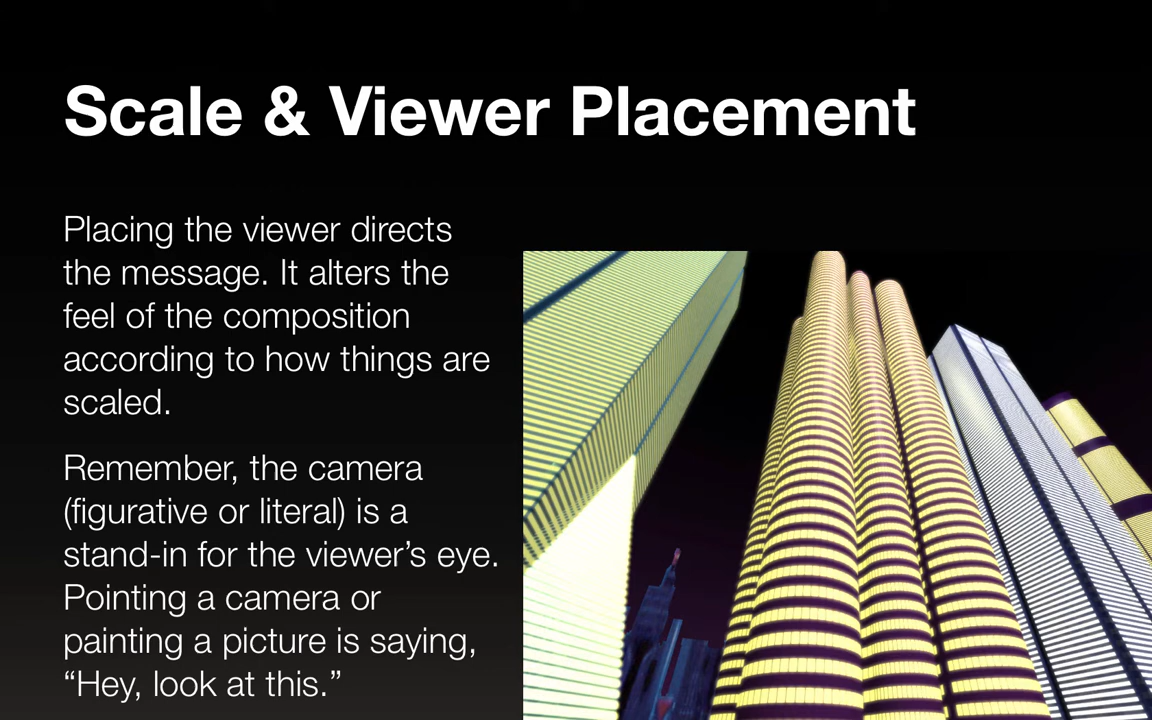 Scale & Viewer Placement
Placing the viewer directs
the message. It alters the
feel of the composition
according to how things are
scaled.
Remember, the camera
(figurative or literal) is a
stand-in for the viewer’s eye.
Pointing a camera or
painting a picture is saying,
“Hey, look at this.”